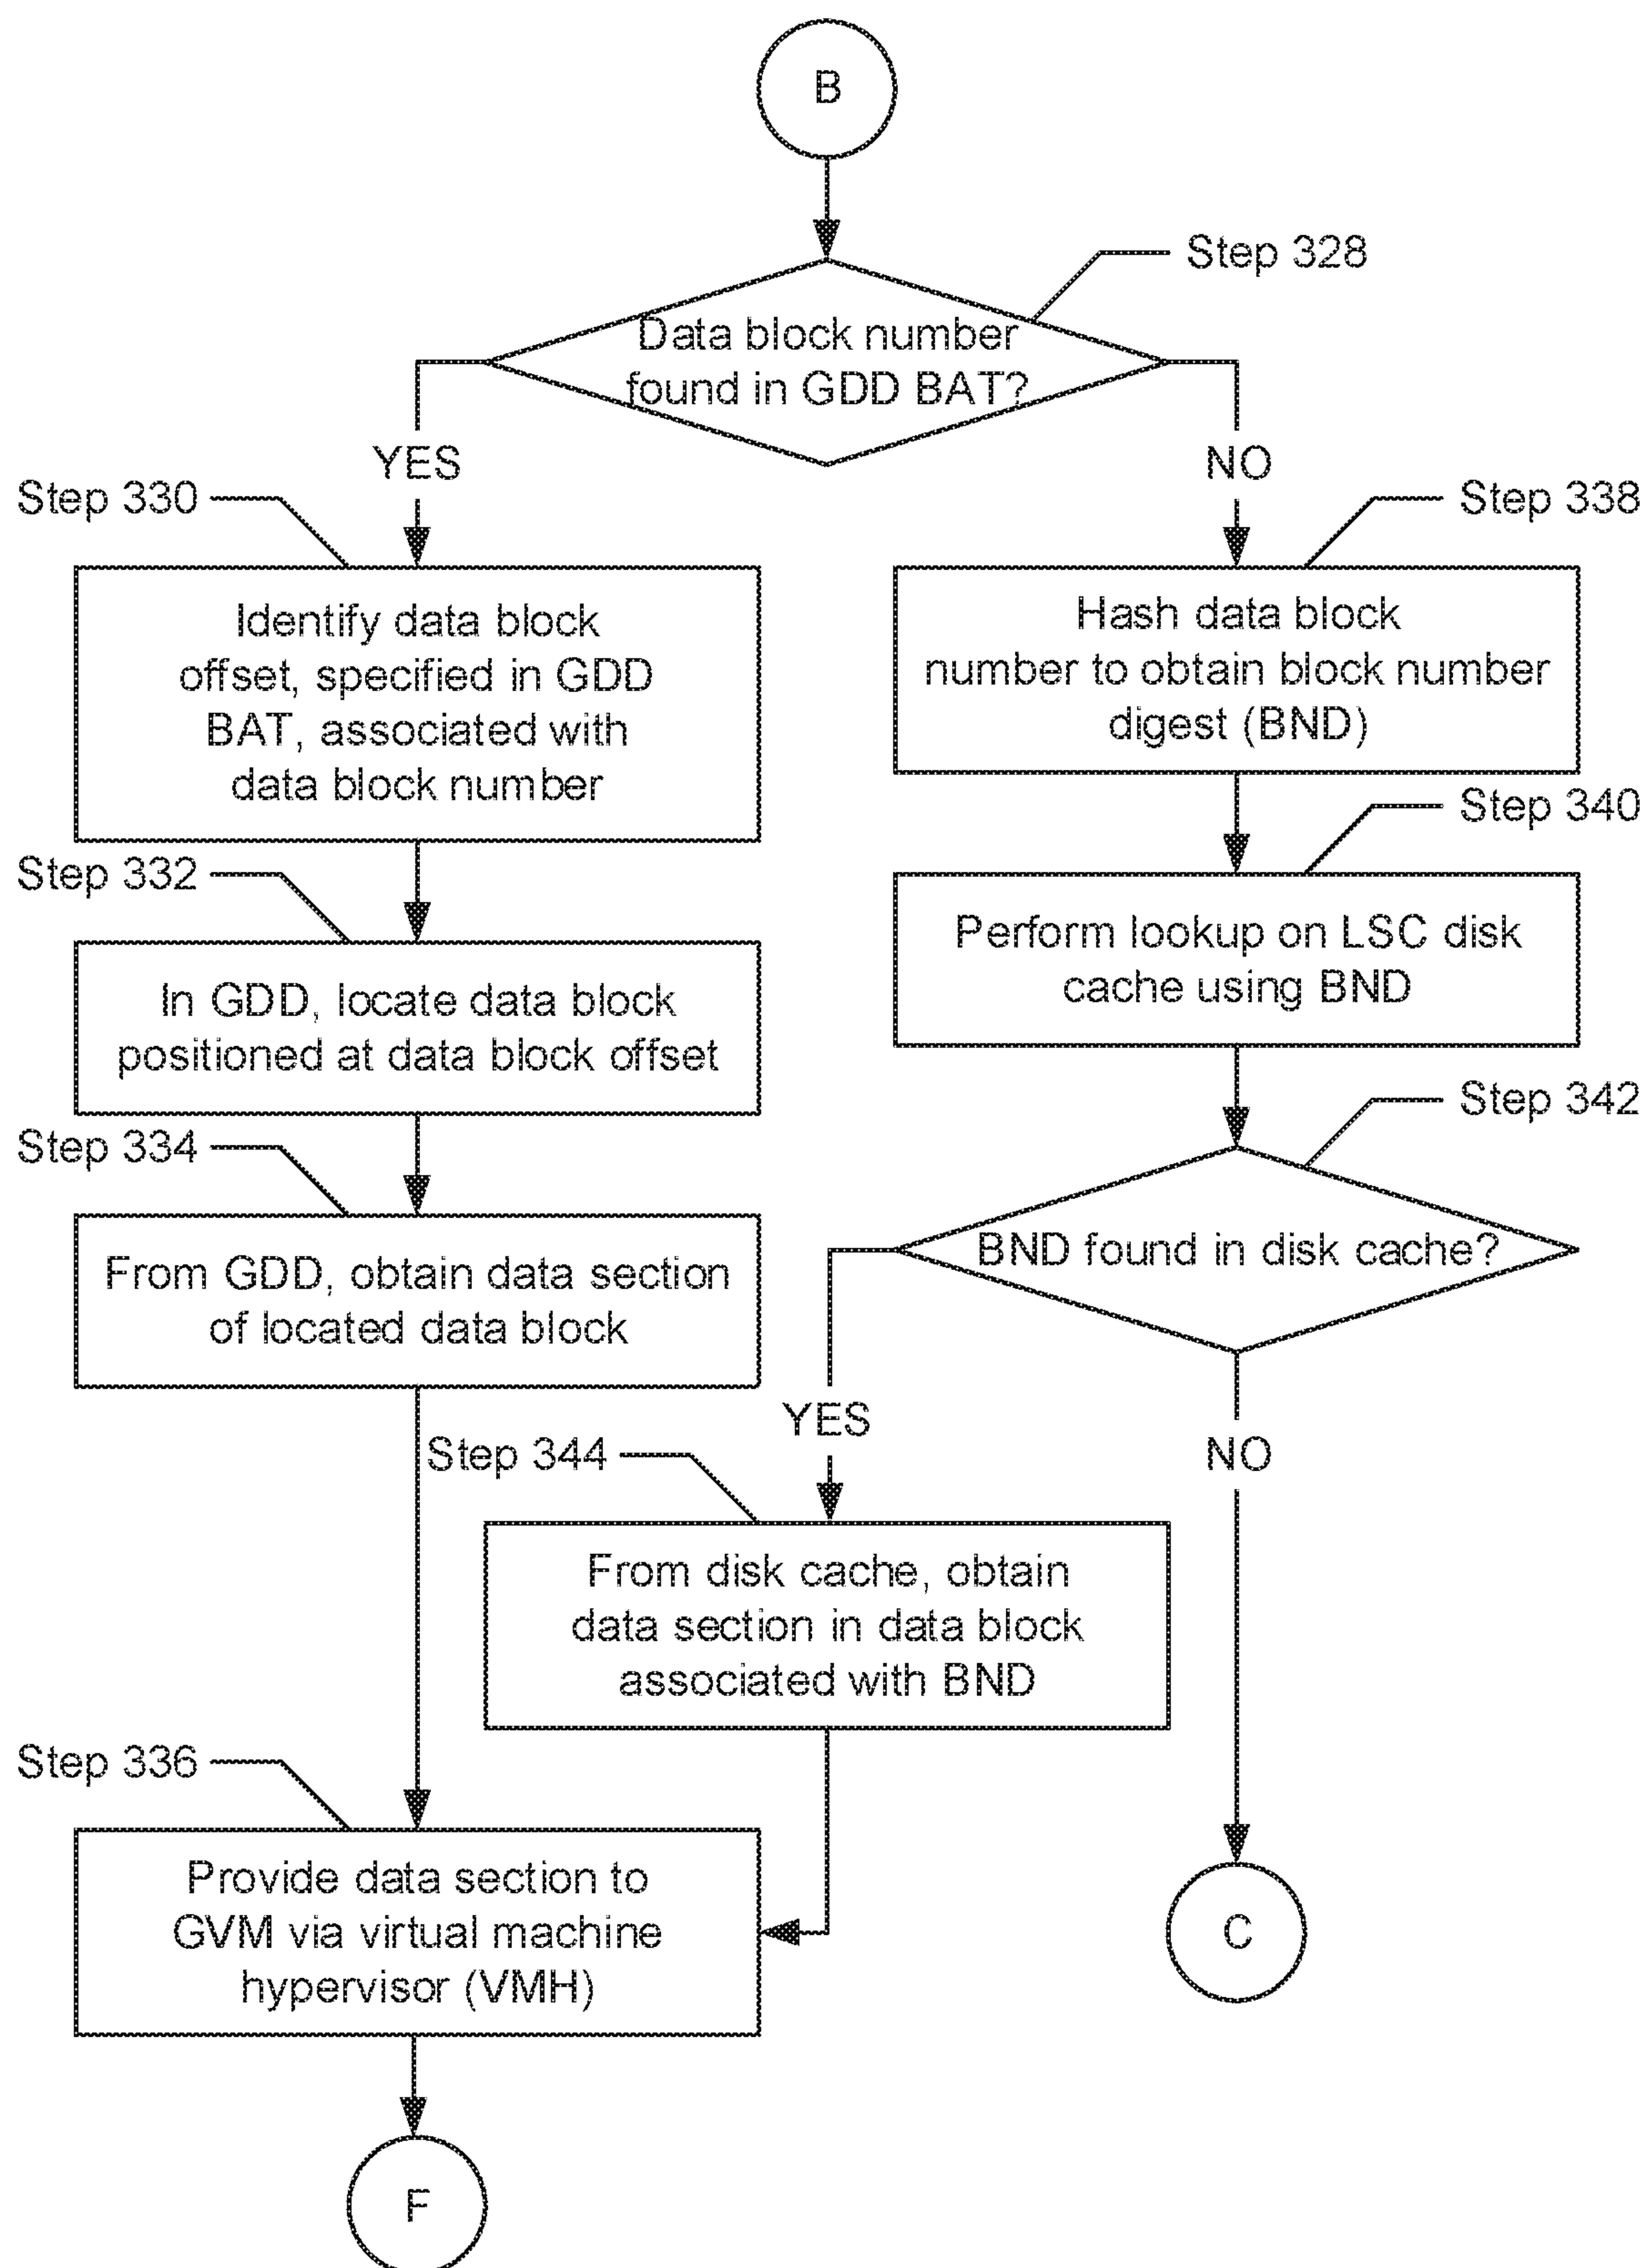 B
Step 328
Data block number
found in GDD BAT?
YES
NO
Step 330
Step 338
Identify data block
offset, specified in GDD
BAT, associated with
data block number
Hash data block
number to obtain block number
digest (BND)
Step 340
Step 332
Perform lookup on LSC disk
cache using BND
In GDD, locate data block
positioned at data block offset
Step 342
Step 334
BND found in disk cache?
From GDD, obtain data section
of located data block
YES
NO
Step 344
From disk cache, obtain
data section in data block
associated with BND
Step 336
Provide data section to
GVM via virtual machine
hypervisor (VMH)
C
F